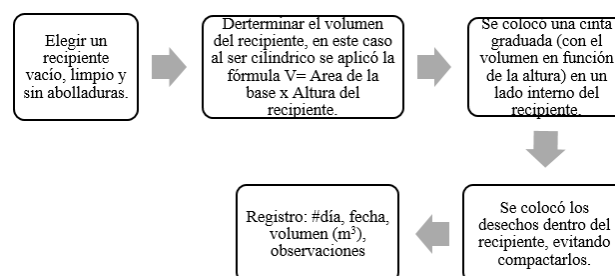 Elegir un
recipiente
vacío, limpio y
sin abolladuras.
Derterminar el volumen
del recipiente, en este caso
al ser cilindrico se aplicó la
fórmula V= Area de la
base x Altura del
recipiente.
Se colocó una cinta
graduada (con el
volumen en función
de la altura) en un
lado interno del
recipiente.
Se colocó los
desechos dentro del
recipiente, evitando
compactarlos.
Registro: #día, fecha,
volumen (m³),
observaciones